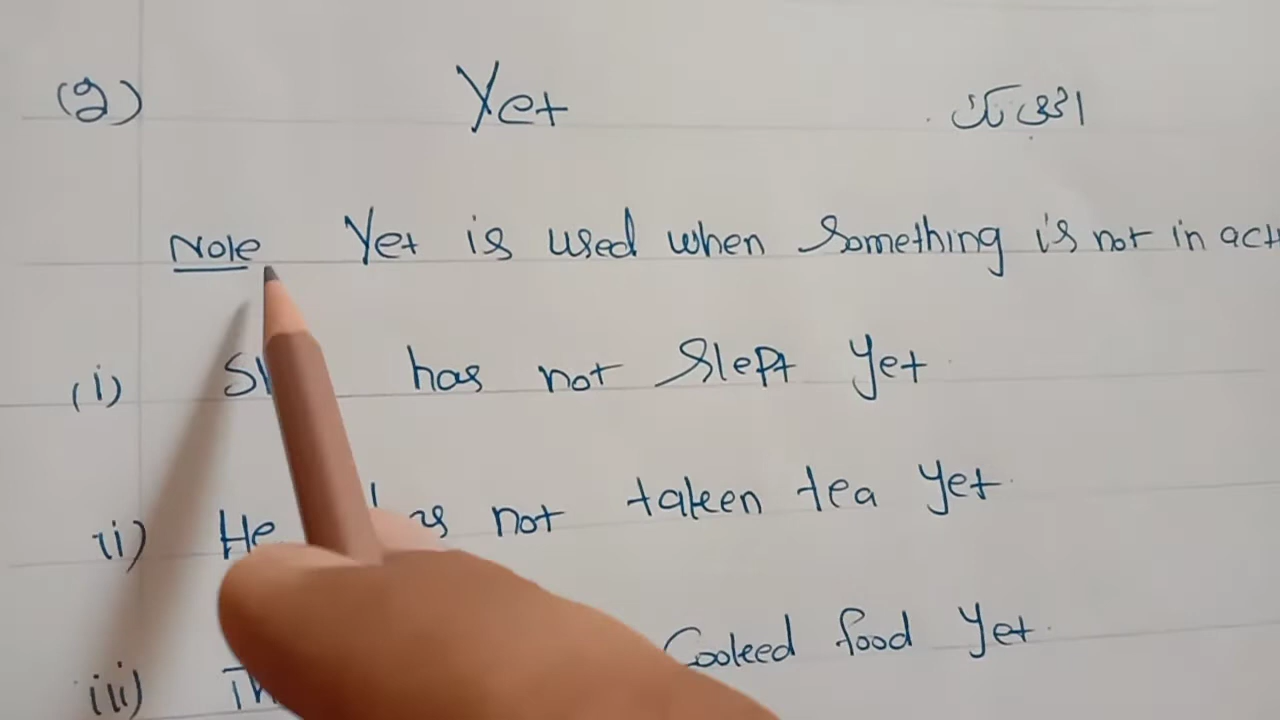 (2) Yet ابھی تک
Note Yet is used when something is not in act
(i) has not slept yet
ii) He not taken tea yet
iii) Cooked food yet